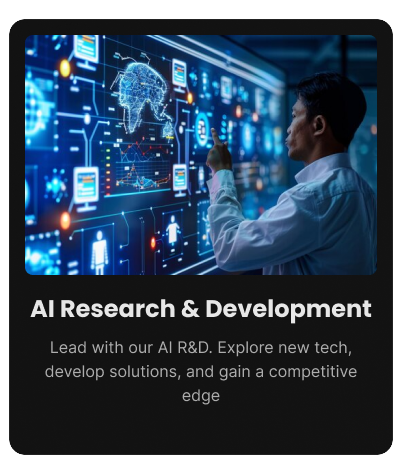 AI Research & Development
Lead with our AI R&D. Explore new tech,
develop solutions, and gain a competitive
edge